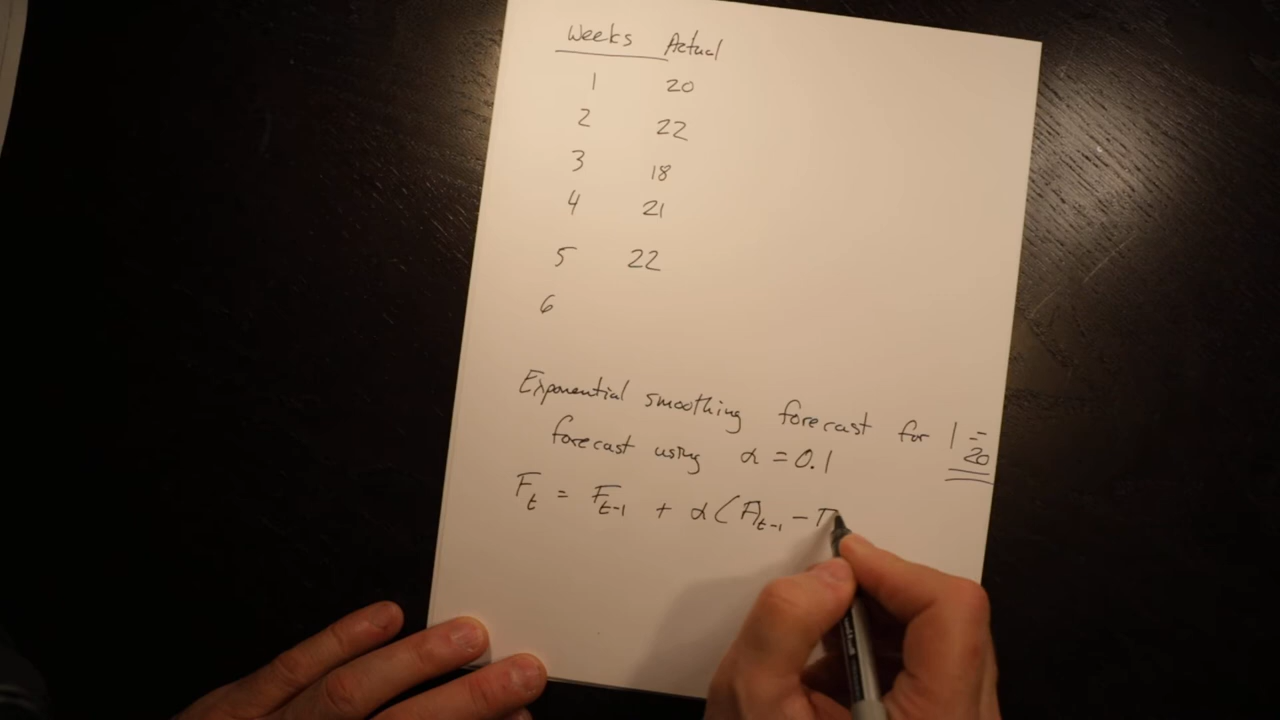 Weeks Actual
1 20
2 22
3 18
4 21
5 22
6
Exponential smoothing forecast for 1 = 20
forecast using α = 0.1
Ft = Ft-1 + α(At-1 - F